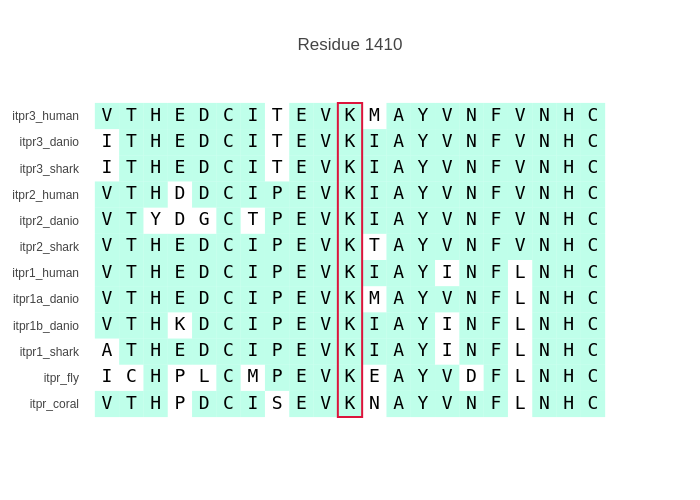 Residue 1410
itpr3_human V T H E D C I T E V K M A Y V N F V N H C
itpr3_danio I T H E D C I T E V K I A Y V N F V N H C
itpr3_shark I T H E D C I T E V K I A Y V N F V N H C
itpr2_human V T H D D C I P E V K I A Y V N F V N H C
itpr2_danio V T Y D G C T P E V K I A Y V N F V N H C
itpr2_shark V T H E D C I P E V K T A Y V N F V N H C
itpr1_human V T H E D C I P E V K I A Y I N F L N H C
itpr1a_danio V T H E D C I P E V K M A Y V N F L N H C
itpr1b_danio V T H K D C I P E V K I A Y I N F L N H C
itpr1_shark A T H E D C I P E V K I A Y I N F L N H C
itpr_fly I C H P L C M P E V K E A Y V D F L N H C
itpr_coral V T H P D C I S E V K N A Y V N F L N H C